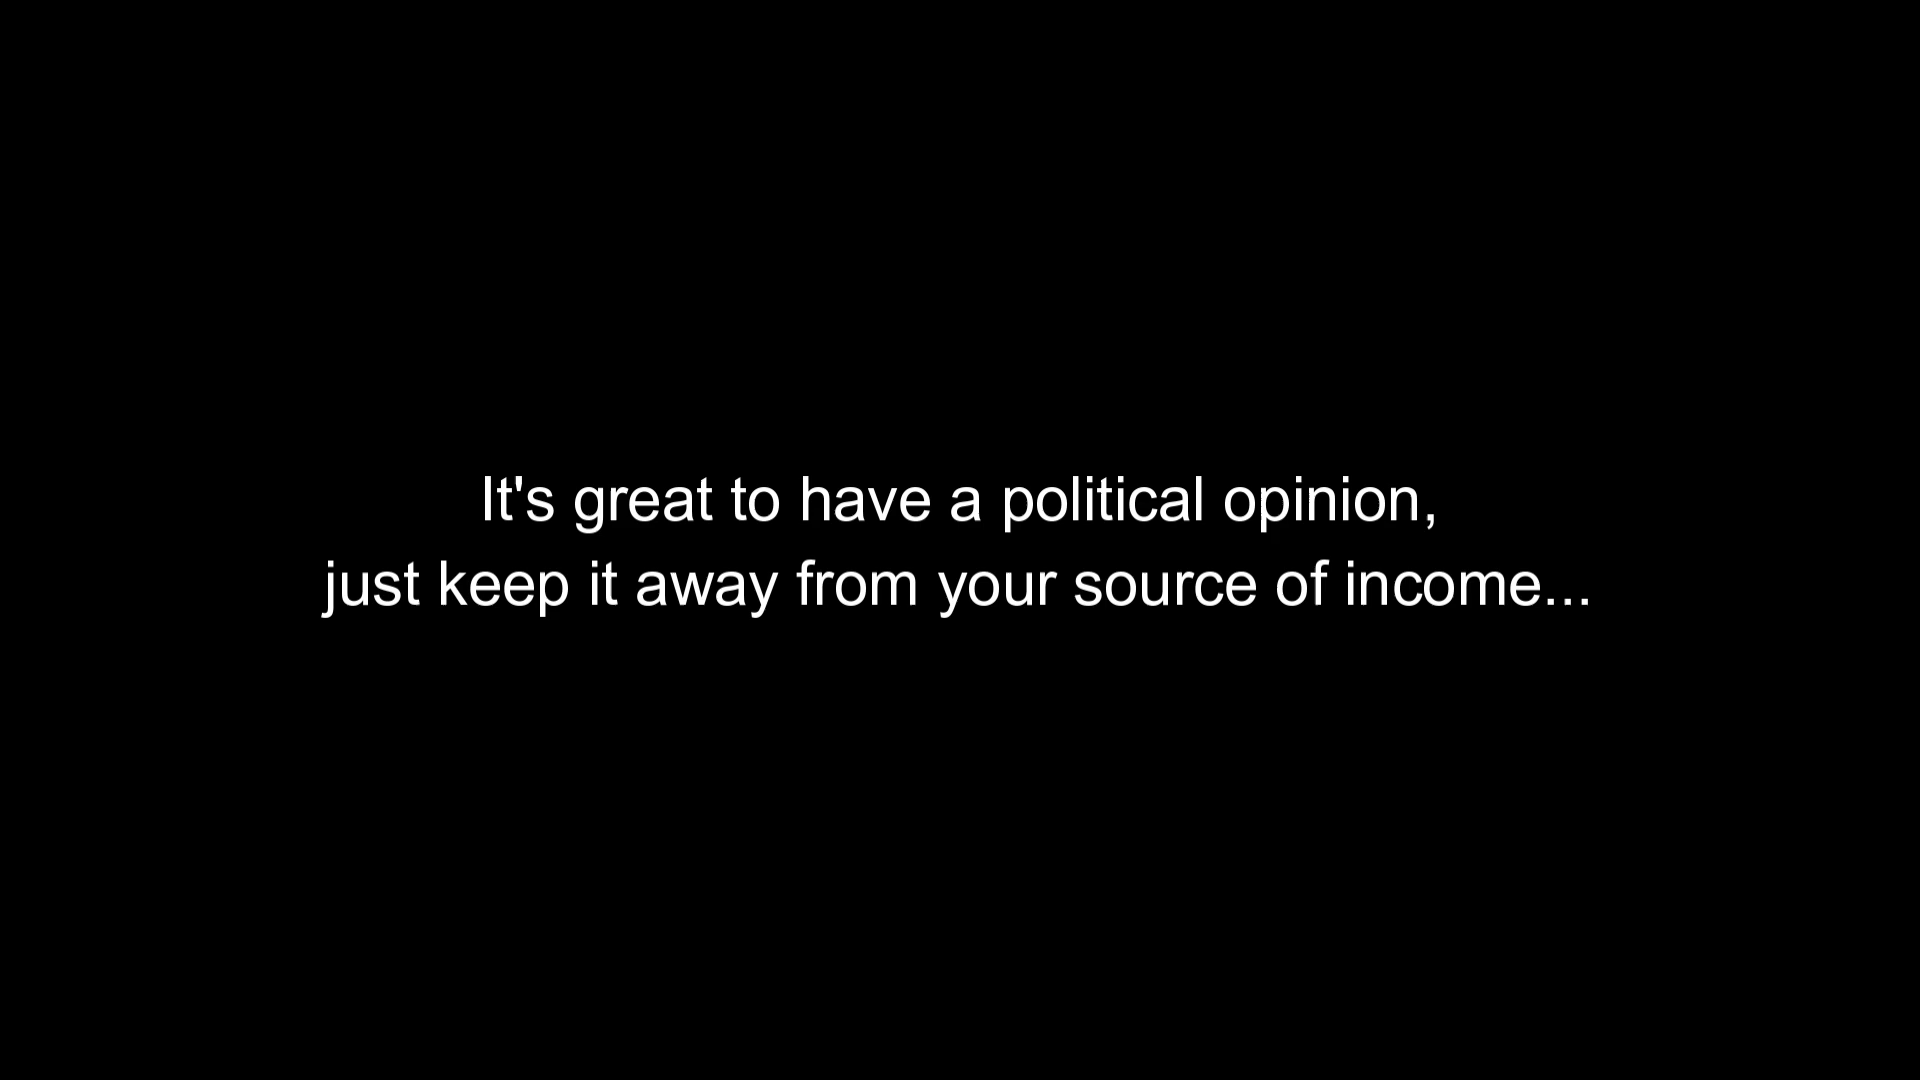 It's great to have a political opinion,
just keep it away from your source of income...